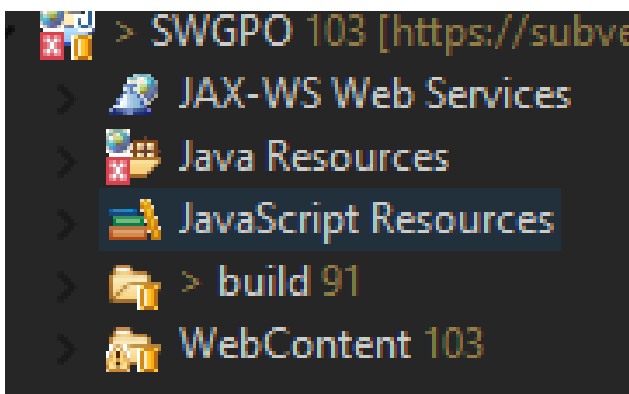 > SWGPO 103 [https://subve
JAX-WS Web Services
Java Resources
JavaScript Resources
> build 91
WebContent 103